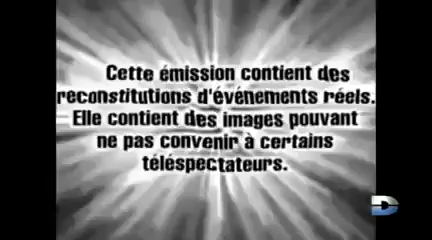 Cette émission contient des
reconstitutions d'événements réels.
Elle contient des images pouvant
ne pas convenir à certains
téléspectateurs.
D